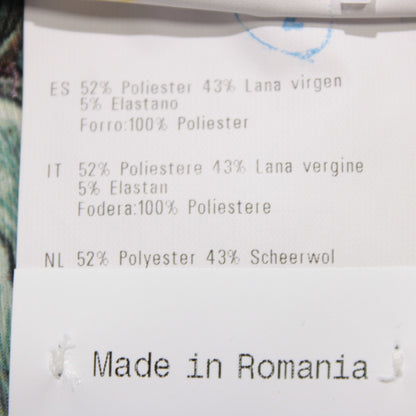 ES 52% Poliester 43% Lana virgen
5% Elastano
Forro:100% Poliester
IT 52% Poliestere 43% Lana vergine
5% Elastan
Fodera:100% Poliestere
NL 52% Polyester 43% Scheerwol
Made in Romania